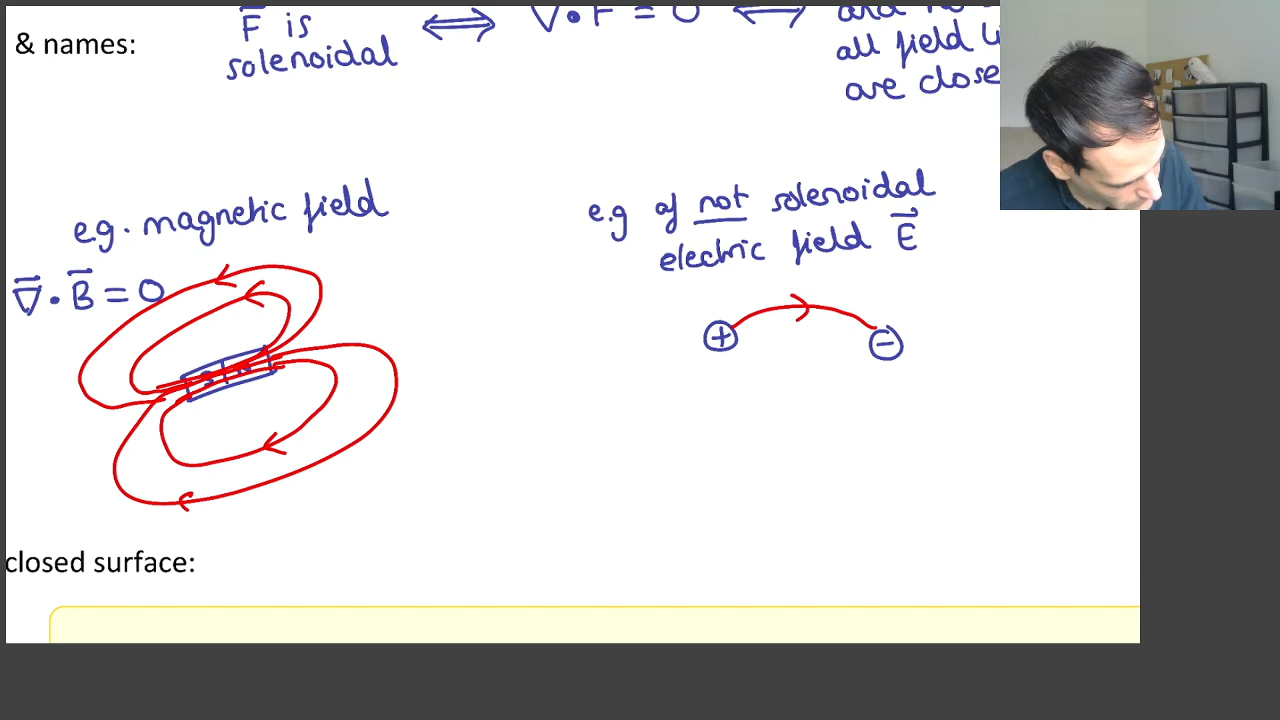 & names:
F⃗ is
solenoidal
⟺ ∇ • F = 0 ⟺
all field
are close
e.g. magnetic field
∇⃗ • B⃗ = 0
S N
e.g of not solenoidal
electric field E⃗
+ −
closed surface: